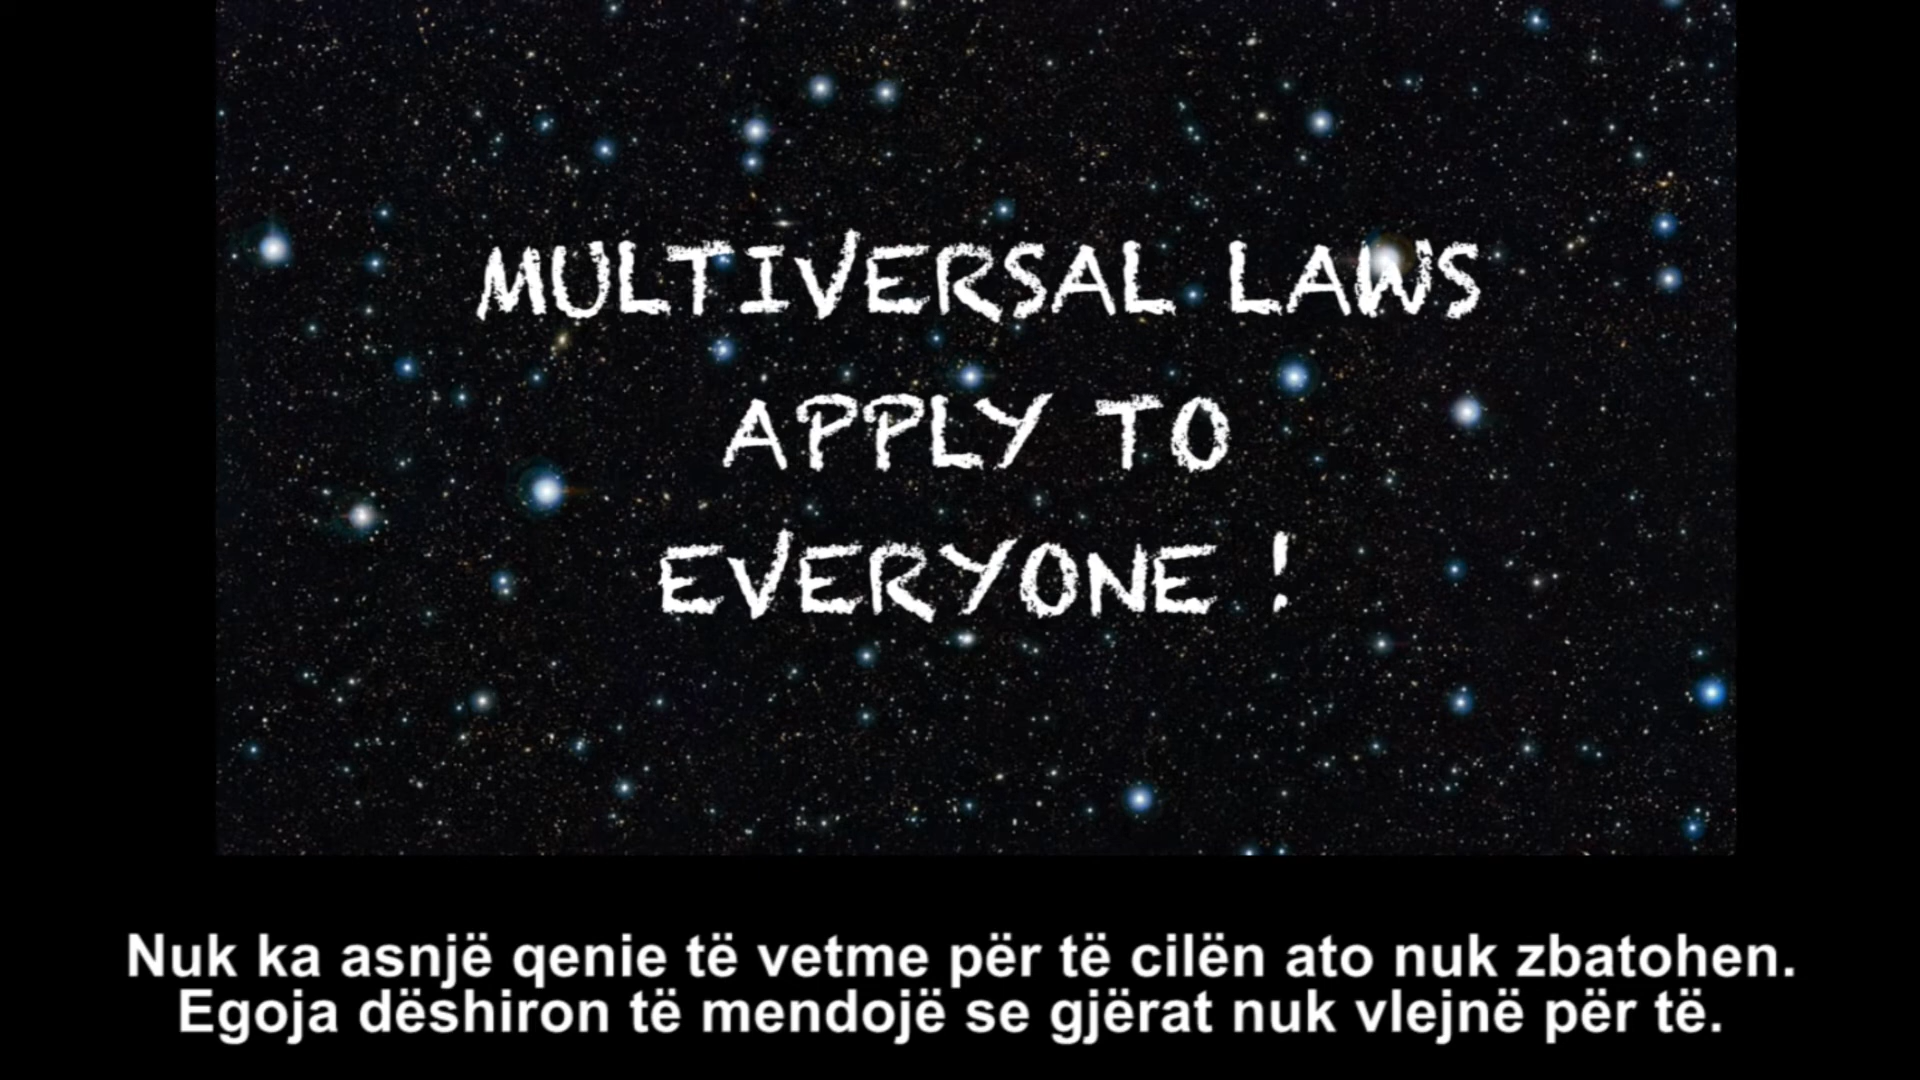 MULTIVERSAL LAWS
APPLY TO
EVERYONE !
Nuk ka asnjë qenie të vetme për të cilën ato nuk zbatohen.
Egoja dëshiron të mendojë se gjërat nuk vlejnë për të.